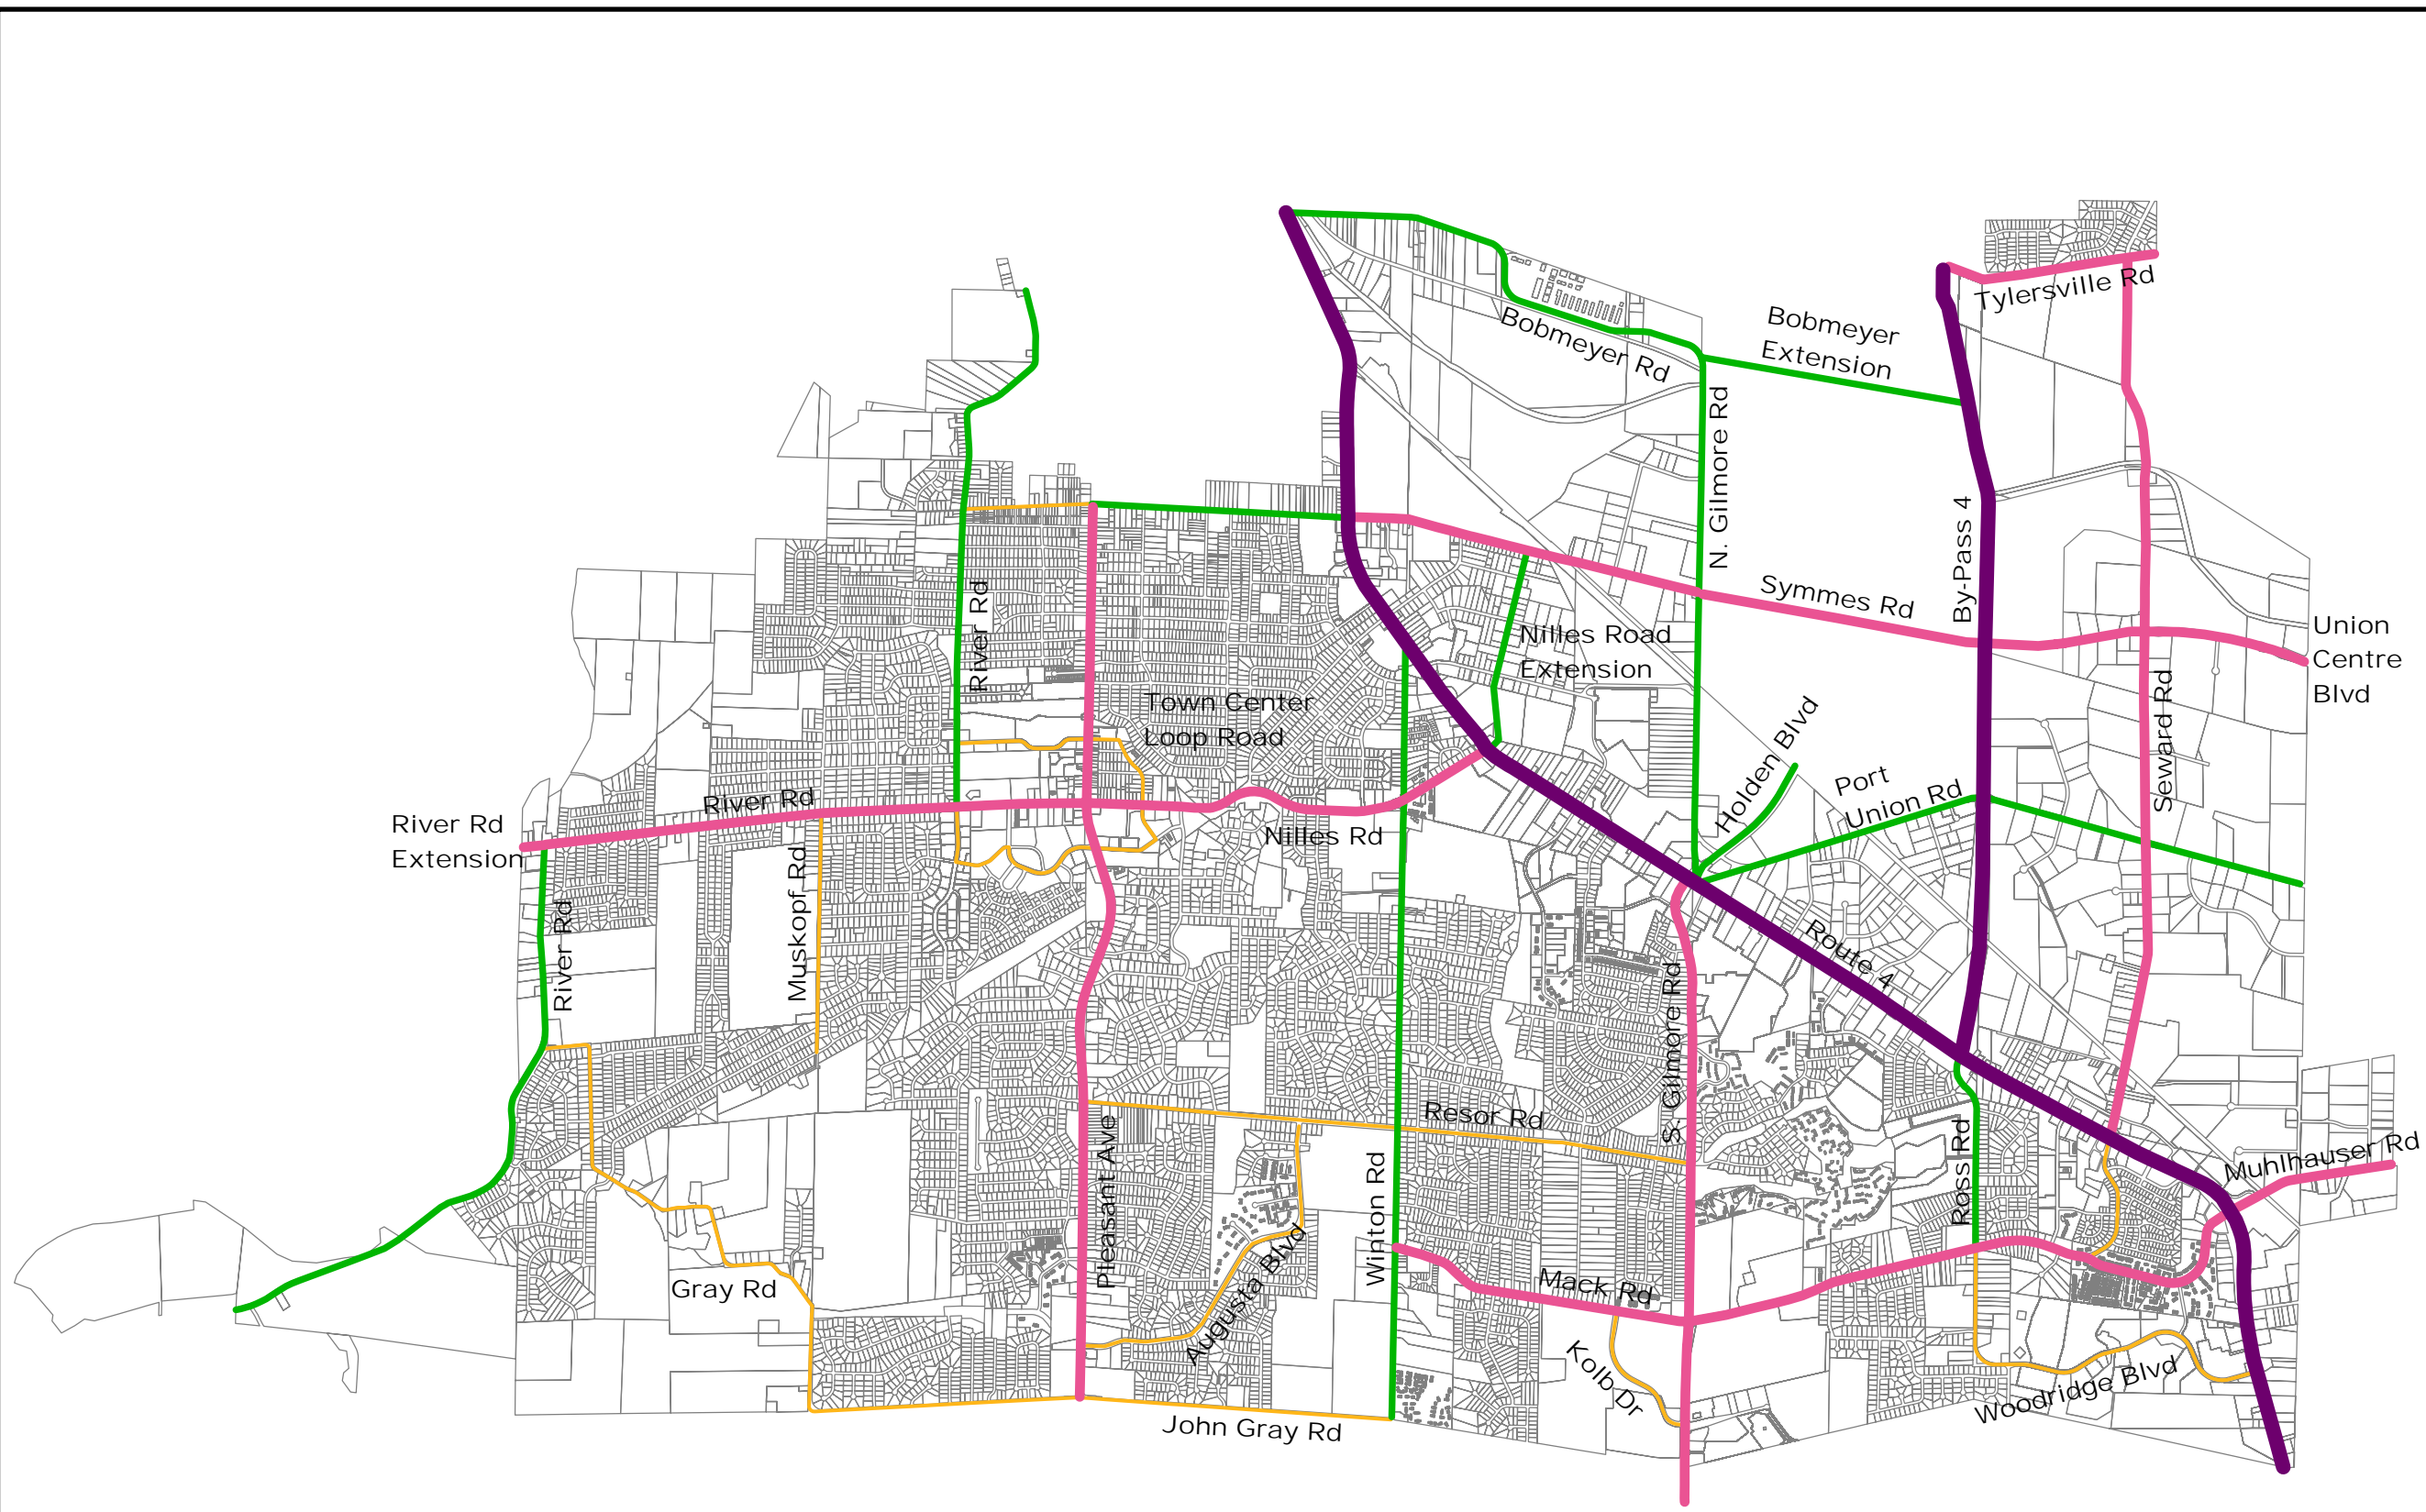 Tylersville Rd
Bobmeyer
Extension
Bobmeyer Rd
N. Gilmore Rd
By-Pass 4
Symmes Rd
River Rd
Nilles Road
Extension
Union
Centre
Blvd
Town Center
Loop Road
Seward Rd
Holden Blvd
Port
Union Rd
River Rd
River Rd
Extension
Nilles Rd
Muskopf Rd
River Rd
Route 4
S. Gilmore Rd
Resor Rd
Pleasant Ave
Winton Rd
Ross Rd
Muhlhauser Rd
Gray Rd
Augusta Blvd
Mack Rd
Kolb Dr
Woodridge Blvd
John Gray Rd